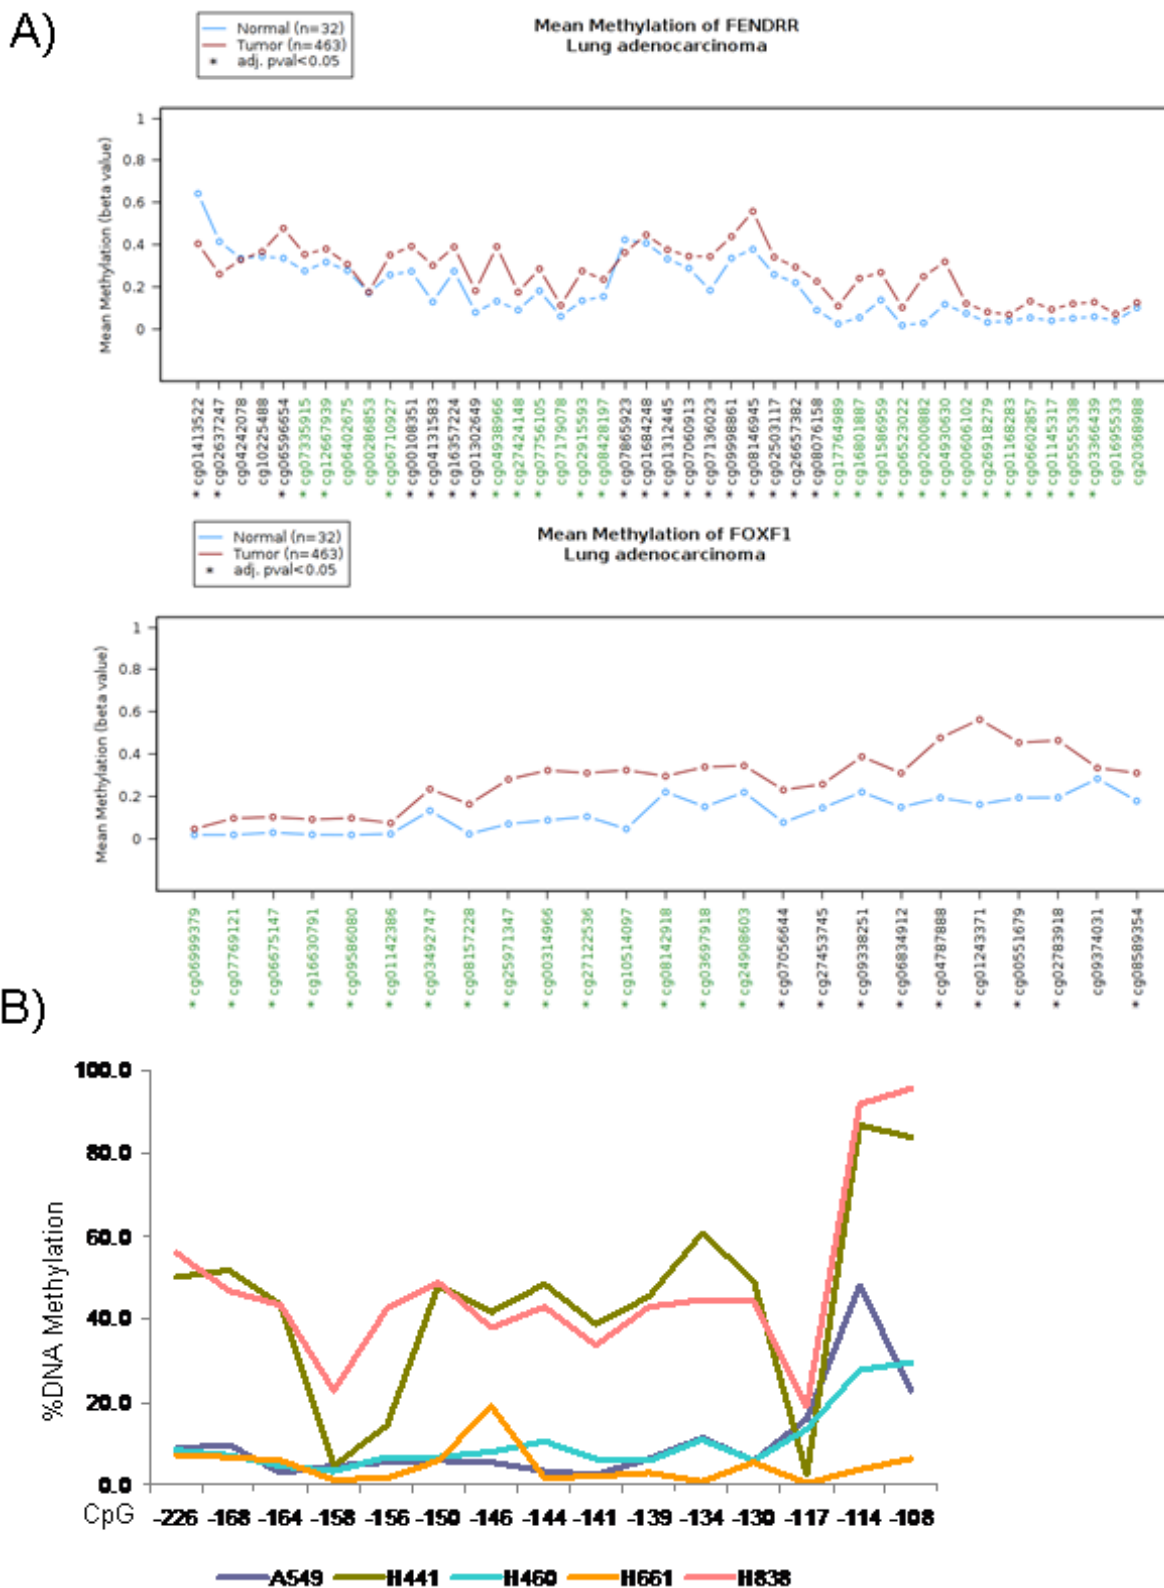 A)
Normal (n=32)
Tumor (n=463)
* adj. pval<0.05
Mean Methylation of FENDRR
Lung adenocarcinoma
Mean Methylation (beta value)
1
0.8
0.6
0.4
0.2
0
* cg01413522
* cg02637247
cg04242078
cg10225488
* cg06596654
* cg07735915
* cg12667939
cg06402675
cg00286853
* cg06710927
* cg00108351
* cg04131583
* cg16357224
* cg01302649
* cg04938966
* cg27424148
* cg07756105
cg07179078
* cg02915593
* cg08428197
* cg07865923
* cg01684248
* cg01312445
* cg07060913
* cg07136023
* cg09998861
* cg08146945
* cg02503117
* cg26657382
* cg08076158
* cg17764989
* cg16801887
* cg01586959
* cg06523022
* cg02000882
* cg04930630
* cg00606102
* cg26918279
* cg01168283
* cg06602857
* cg01145317
* cg05555338
* cg03366439
cg01695533
cg20368988
Normal (n=32)
Tumor (n=463)
* adj. pval<0.05
Mean Methylation of FOXF1
Lung adenocarcinoma
Mean Methylation (beta value)
1
0.8
0.6
0.4
0.2
0
* cg06999379
* cg07769121
* cg06675147
* cg16630791
* cg09586080
* cg01142386
* cg03492747
* cg08157228
* cg25971347
* cg00314966
* cg27122536
* cg10514097
* cg08142918
* cg03697918
* cg24908603
* cg07056644
* cg27453745
* cg09338251
* cg06834912
* cg04787888
* cg01243371
* cg00551679
* cg02783918
cg09374031
* cg08589354
B)
%DNA Methylation
100.0
80.0
60.0
40.0
20.0
0.0
CpG -226 -168 -164 -158 -156 -150 -146 -144 -141 -139 -134 -130 -117 -114 -108
A549 H441 H460 H661 H838